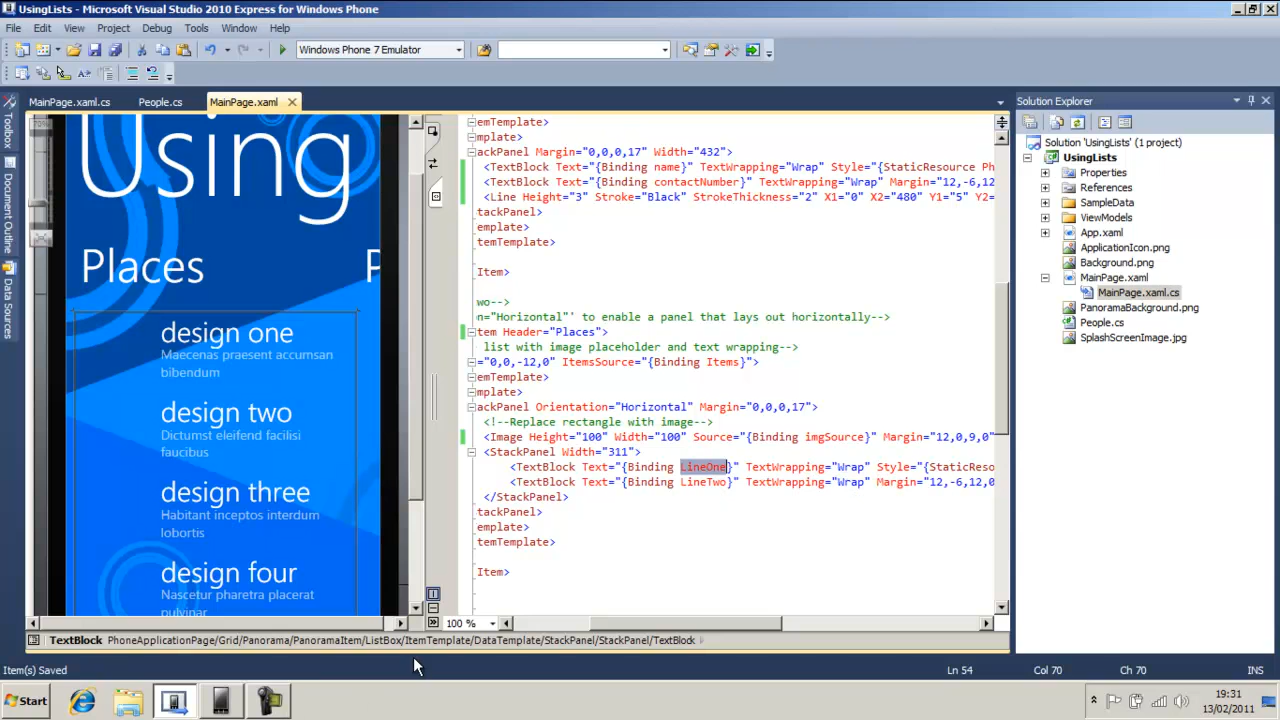 UsingLists - Microsoft Visual Studio 2010 Express for Windows Phone
File Edit View Project Debug Tools Window Help
Windows Phone 7 Emulator
MainPage.xaml.cs People.cs MainPage.xaml
Toolbox
Document Outline
Data Sources
Using
Places P
design one
Maecenas praesent accumsan
bibendum
design two
Dictumst eleifend facilisi
faucibus
design three
Habitant inceptos interdum
lobortis
design four
Nascetur pharetra placerat
pulvinar
emTemplate>
mplate>
ackPanel Margin="0,0,0,17" Width="432">
<TextBlock Text="{Binding name}" TextWrapping="Wrap" Style="{StaticResource Ph
<TextBlock Text="{Binding contactNumber}" TextWrapping="Wrap" Margin="12,-6,12
<Line Height="3" Stroke="Black" StrokeThickness="2" X1="0" X2="480" Y1="5" Y2=
tackPanel>
emplate>
temTemplate>
Item>
wo-->
n="Horizontal"' to enable a panel that lays out horizontally-->
tem Header="Places">
list with image placeholder and text wrapping-->
="0,0,-12,0" ItemsSource="{Binding Items}">
emTemplate>
mplate>
ackPanel Orientation="Horizontal" Margin="0,0,0,17">
<!--Replace rectangle with image-->
<Image Height="100" Width="100" Source="{Binding imgSource}" Margin="12,0,9,0"
<StackPanel Width="311">
<TextBlock Text="{Binding LineOne}" TextWrapping="Wrap" Style="{StaticReso
<TextBlock Text="{Binding LineTwo}" TextWrapping="Wrap" Margin="12,-6,12,0
</StackPanel>
tackPanel>
emplate>
temTemplate>
Item>
100 %
TextBlock PhoneApplicationPage/Grid/Panorama/PanoramaItem/ListBox/ItemTemplate/DataTemplate/StackPanel/StackPanel/TextBlock
Solution Explorer
Solution 'UsingLists' (1 project)
UsingLists
Properties
References
SampleData
ViewModels
App.xaml
ApplicationIcon.png
Background.png
MainPage.xaml
MainPage.xaml.cs
PanoramaBackground.png
People.cs
SplashScreenImage.jpg
Item(s) Saved Ln 54 Col 70 Ch 70 INS
Start
19:31
13/02/2011